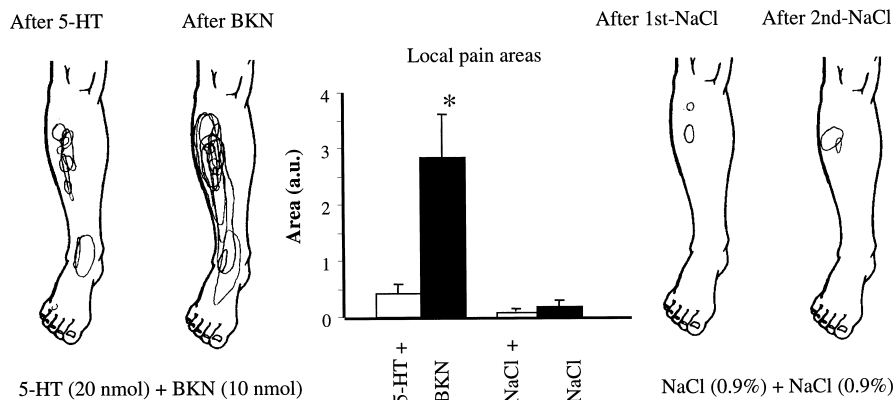 After 5-HT
After BKN
After 1st-NaCl
After 2nd-NaCl
Local pain areas
Area (a.u.)
4
3
2
1
0
*
5-HT +
BKN
NaCl +
NaCl
5-HT (20 nmol) + BKN (10 nmol)
NaCl (0.9%) + NaCl (0.9%)